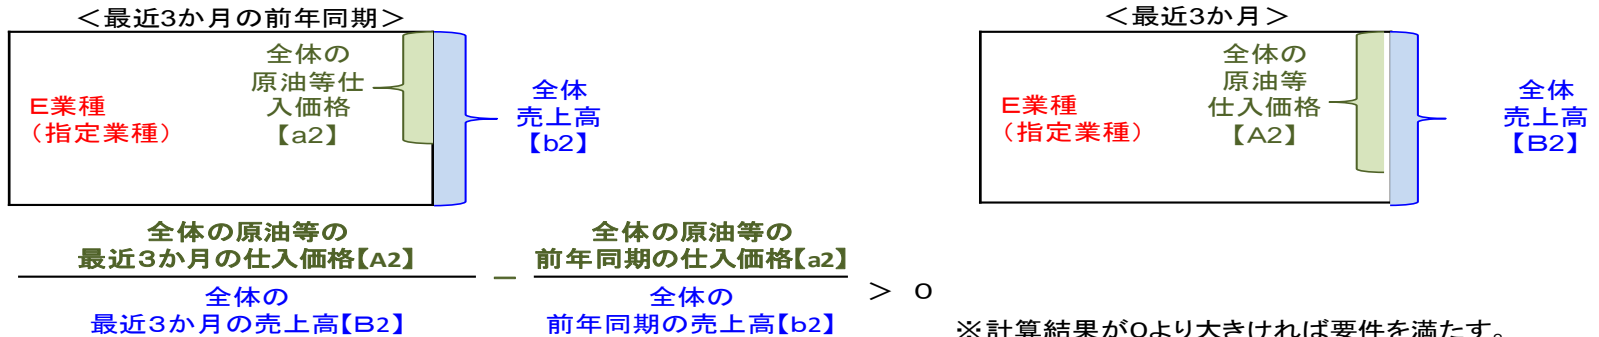 ＜最近3か月の前年同期＞
全体の
原油等仕
入価格
【a2】
E業種
（指定業種）
全体
売上高
【b2】
＜最近3か月＞
全体の
原油等
仕入価格
【A2】
E業種
（指定業種）
全体
売上高
【B2】
全体の原油等の
最近３か月の仕入価格【A2】
全体の
最近３か月の売上高【B2】
－
全体の原油等の
前年同期の仕入価格【a2】
全体の
前年同期の売上高【b2】
＞ 0
※計算結果が0より大きければ要件を満たす。